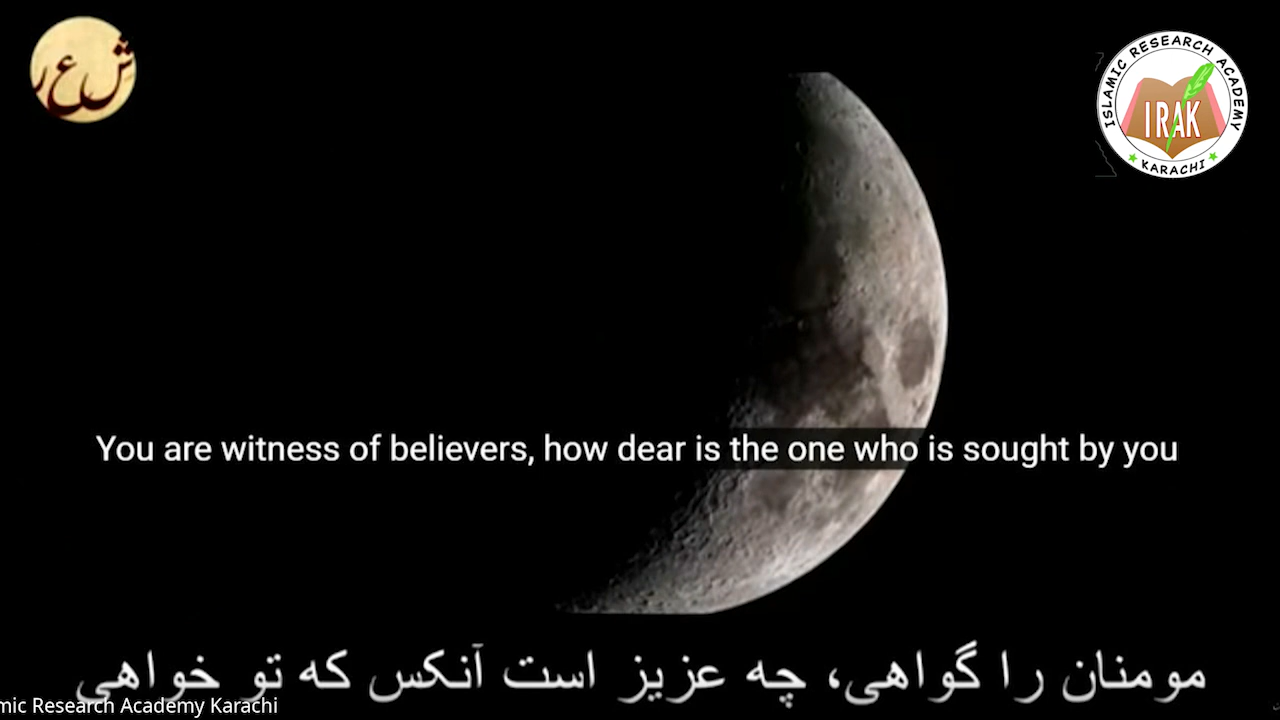 شعر
ISLAMIC RESEARCH ACADEMY
IRAK
KARACHI
You are witness of believers, how dear is the one who is sought by you
مومنان را گواهی، چه عزیز است آنکس که تو خواهی
mic Research Academy Karachi